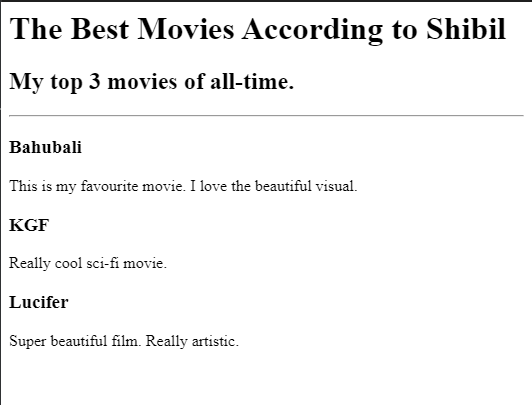 The Best Movies According to Shibil
My top 3 movies of all-time.
Bahubali
This is my favourite movie. I love the beautiful visual.
KGF
Really cool sci-fi movie.
Lucifer
Super beautiful film. Really artistic.